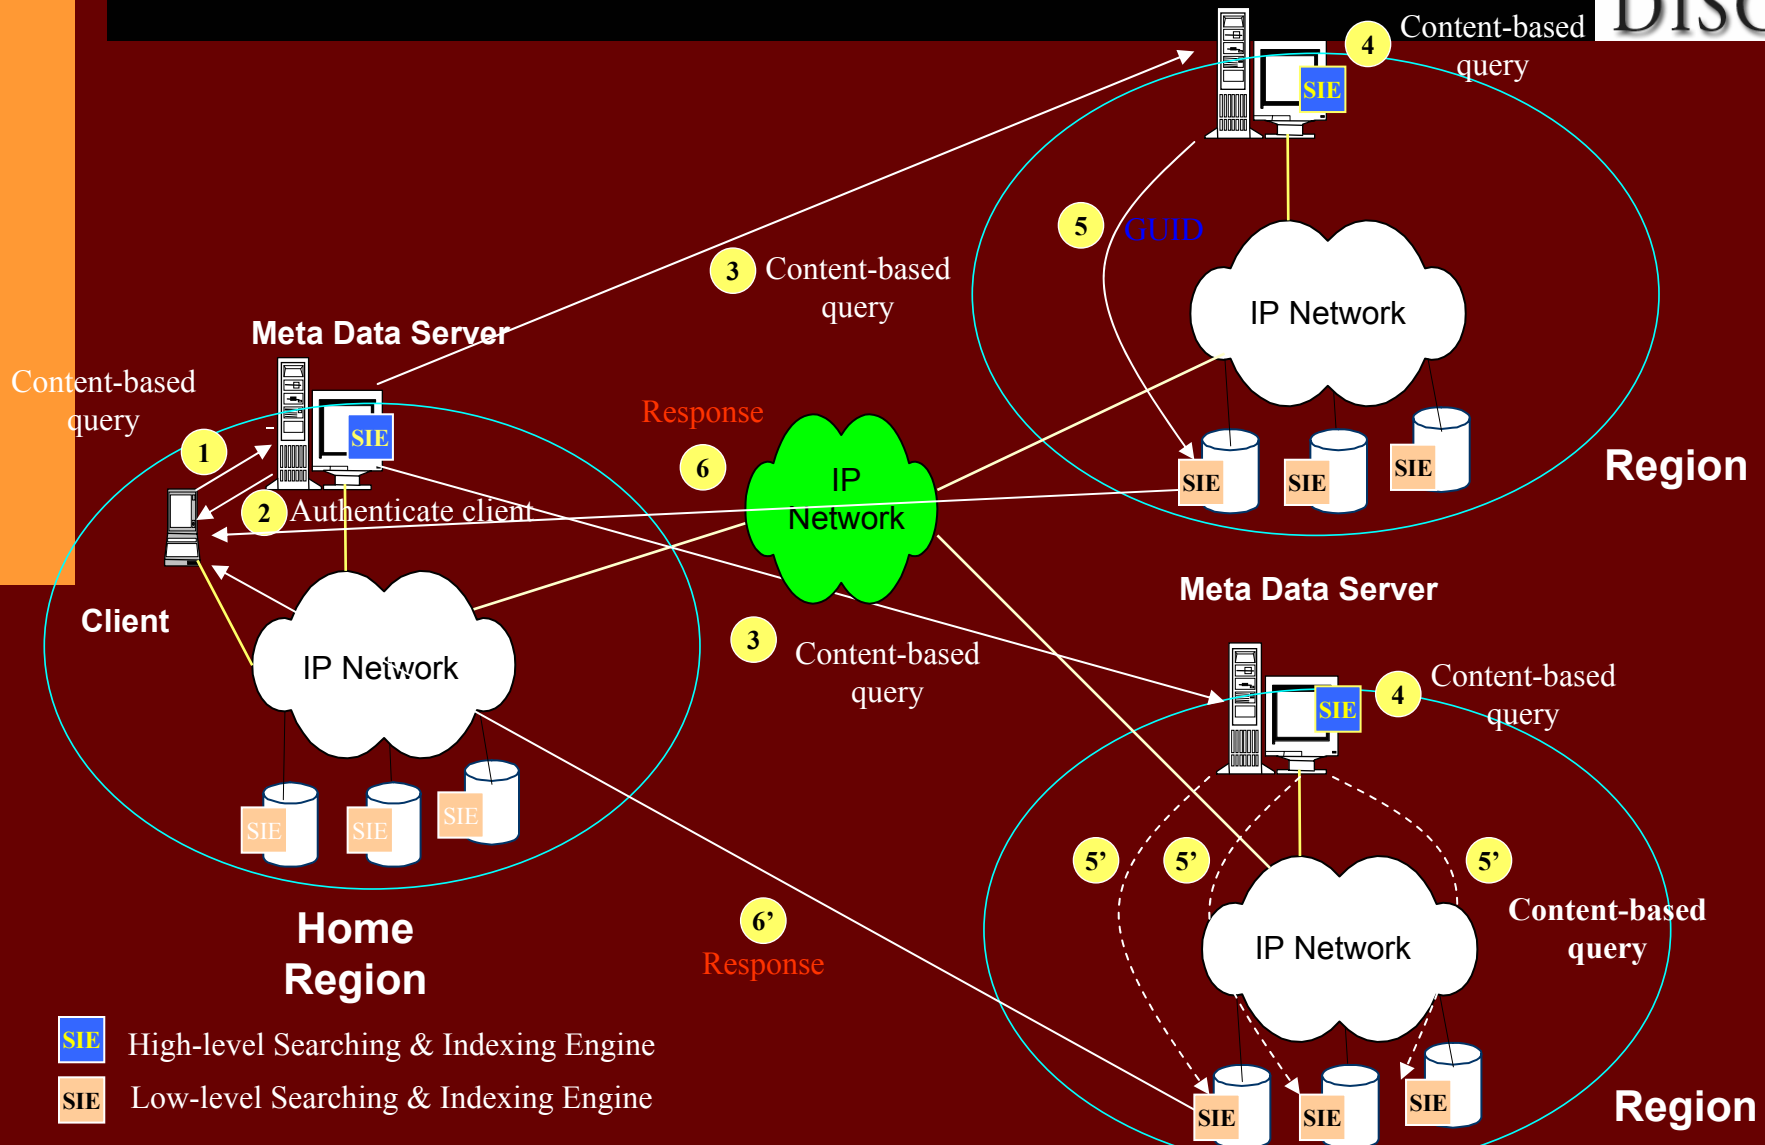 DISC
4
Content-based
query
SIE
5
GUID
3
Content-based
query
IP Network
Meta Data Server
Content-based
query
SIE
1
Response
6
IP
Network
SIE
SIE
SIE
Region
2
Authenticate client
Client
Meta Data Server
3
Content-based
query
IP Network
4
Content-based
query
SIE
SIE
SIE
SIE
5’
5’
5’
Content-based
query
IP Network
Home
Region
6’
Response
SIE
High-level Searching & Indexing Engine
SIE
Low-level Searching & Indexing Engine
SIE
SIE
SIE
Region